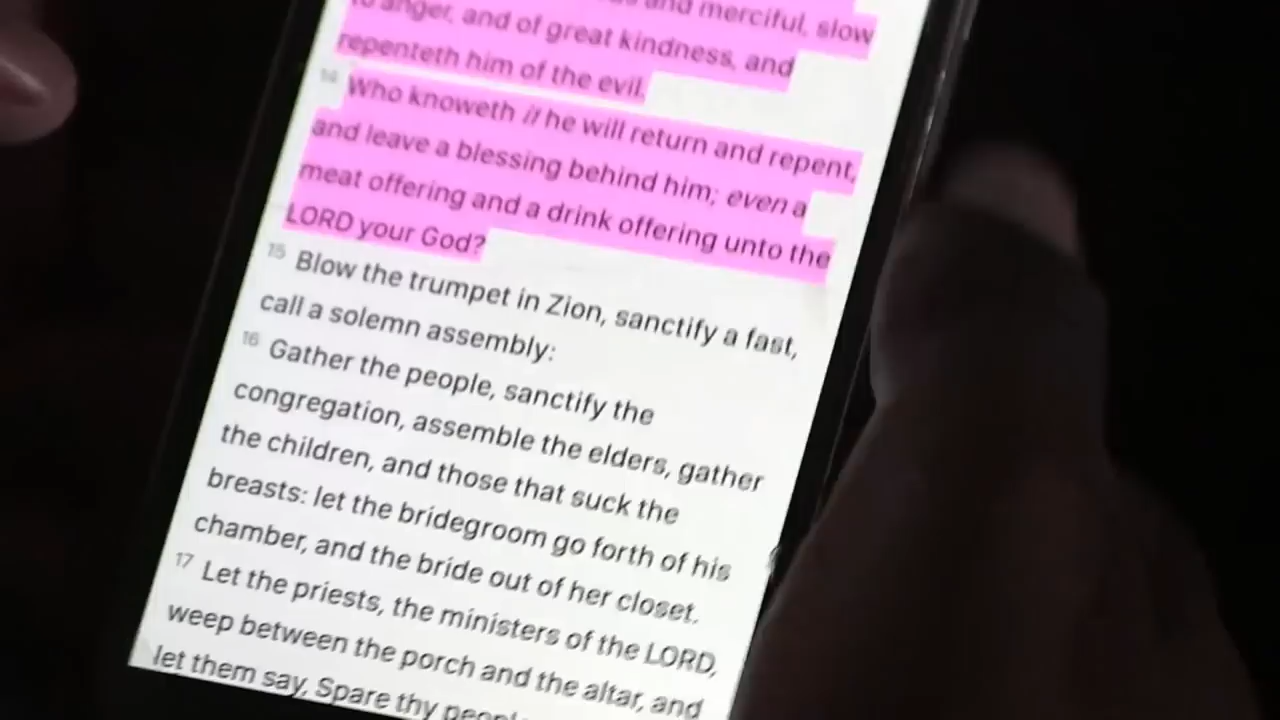 and merciful, slow
to anger, and of great kindness, and
repenteth him of the evil.
14 Who knoweth if he will return and repent,
and leave a blessing behind him; even a
meat offering and a drink offering unto the
LORD your God?
15 Blow the trumpet in Zion, sanctify a fast,
call a solemn assembly:
16 Gather the people, sanctify the
congregation, assemble the elders, gather
the children, and those that suck the
breasts: let the bridegroom go forth of his
chamber, and the bride out of her closet.
17 Let the priests, the ministers of the LORD,
weep between the porch and the altar, and
let them say, Spare thy